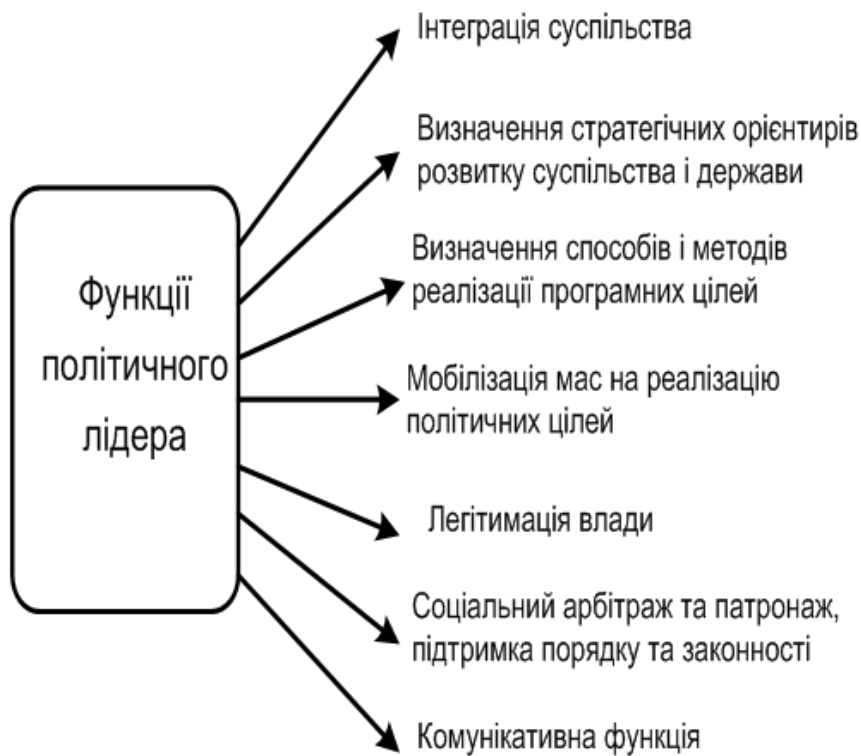 Функції
політичного
лідера
Інтеграція суспільства
Визначення стратегічних орієнтирів
розвитку суспільства і держави
Визначення способів і методів
реалізації програмних цілей
Мобілізація мас на реалізацію
політичних цілей
Легітимація влади
Соціальний арбітраж та патронаж,
підтримка порядку та законності
Комунікативна функція